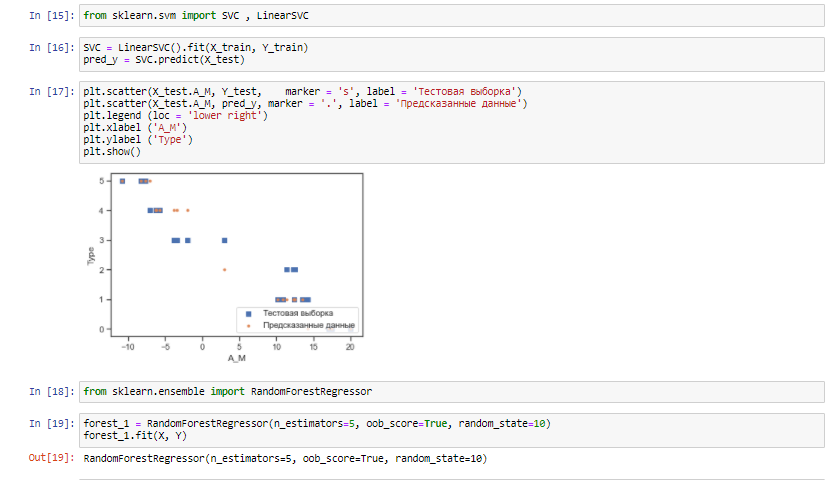 In [15]: from sklearn.svm import SVC , LinearSVC
In [16]: SVC = LinearSVC().fit(X_train, Y_train)
pred_y = SVC.predict(X_test)
In [17]: plt.scatter(X_test.A_M, Y_test,    marker = 's', label = 'Тестовая выборка')
plt.scatter(X_test.A_M, pred_y, marker = '.', label = 'Предсказанные данные')
plt.legend (loc = 'lower right')
plt.xlabel ('A_M')
plt.ylabel ('Type')
plt.show()
5
4
3
2
1
0
Type
Тестовая выборка
Предсказанные данные
-10 -5 0 5 10 15 20
A_M
In [18]: from sklearn.ensemble import RandomForestRegressor
In [19]: forest_1 = RandomForestRegressor(n_estimators=5, oob_score=True, random_state=10)
forest_1.fit(X, Y)
Out[19]: RandomForestRegressor(n_estimators=5, oob_score=True, random_state=10)